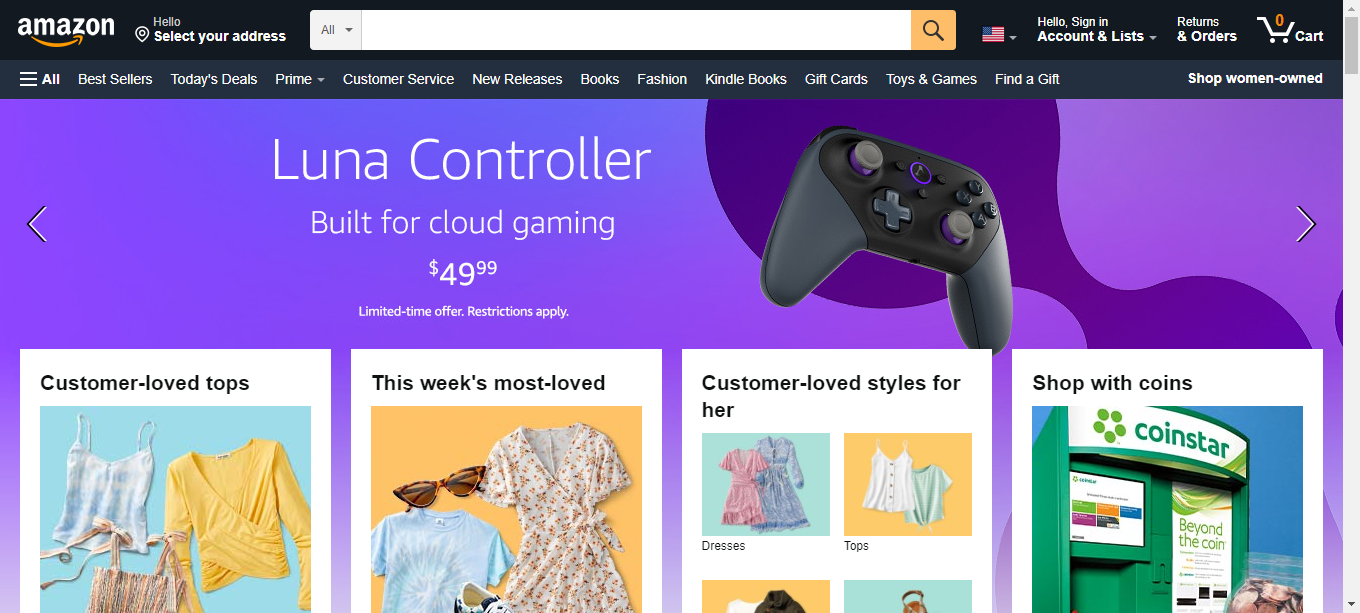 amazon
Hello
Select your address
All
Hello, Sign in
Account & Lists
Returns
& Orders
0
Cart
All
Best Sellers
Today's Deals
Prime
Customer Service
New Releases
Books
Fashion
Kindle Books
Gift Cards
Toys & Games
Find a Gift
Shop women-owned
Luna Controller
Built for cloud gaming
$49⁹⁹
Limited-time offer. Restrictions apply.
Customer-loved tops
This week's most-loved
Customer-loved styles for
her
Dresses
Tops
Shop with coins
coinstar
coinstar
Beyond
the coin